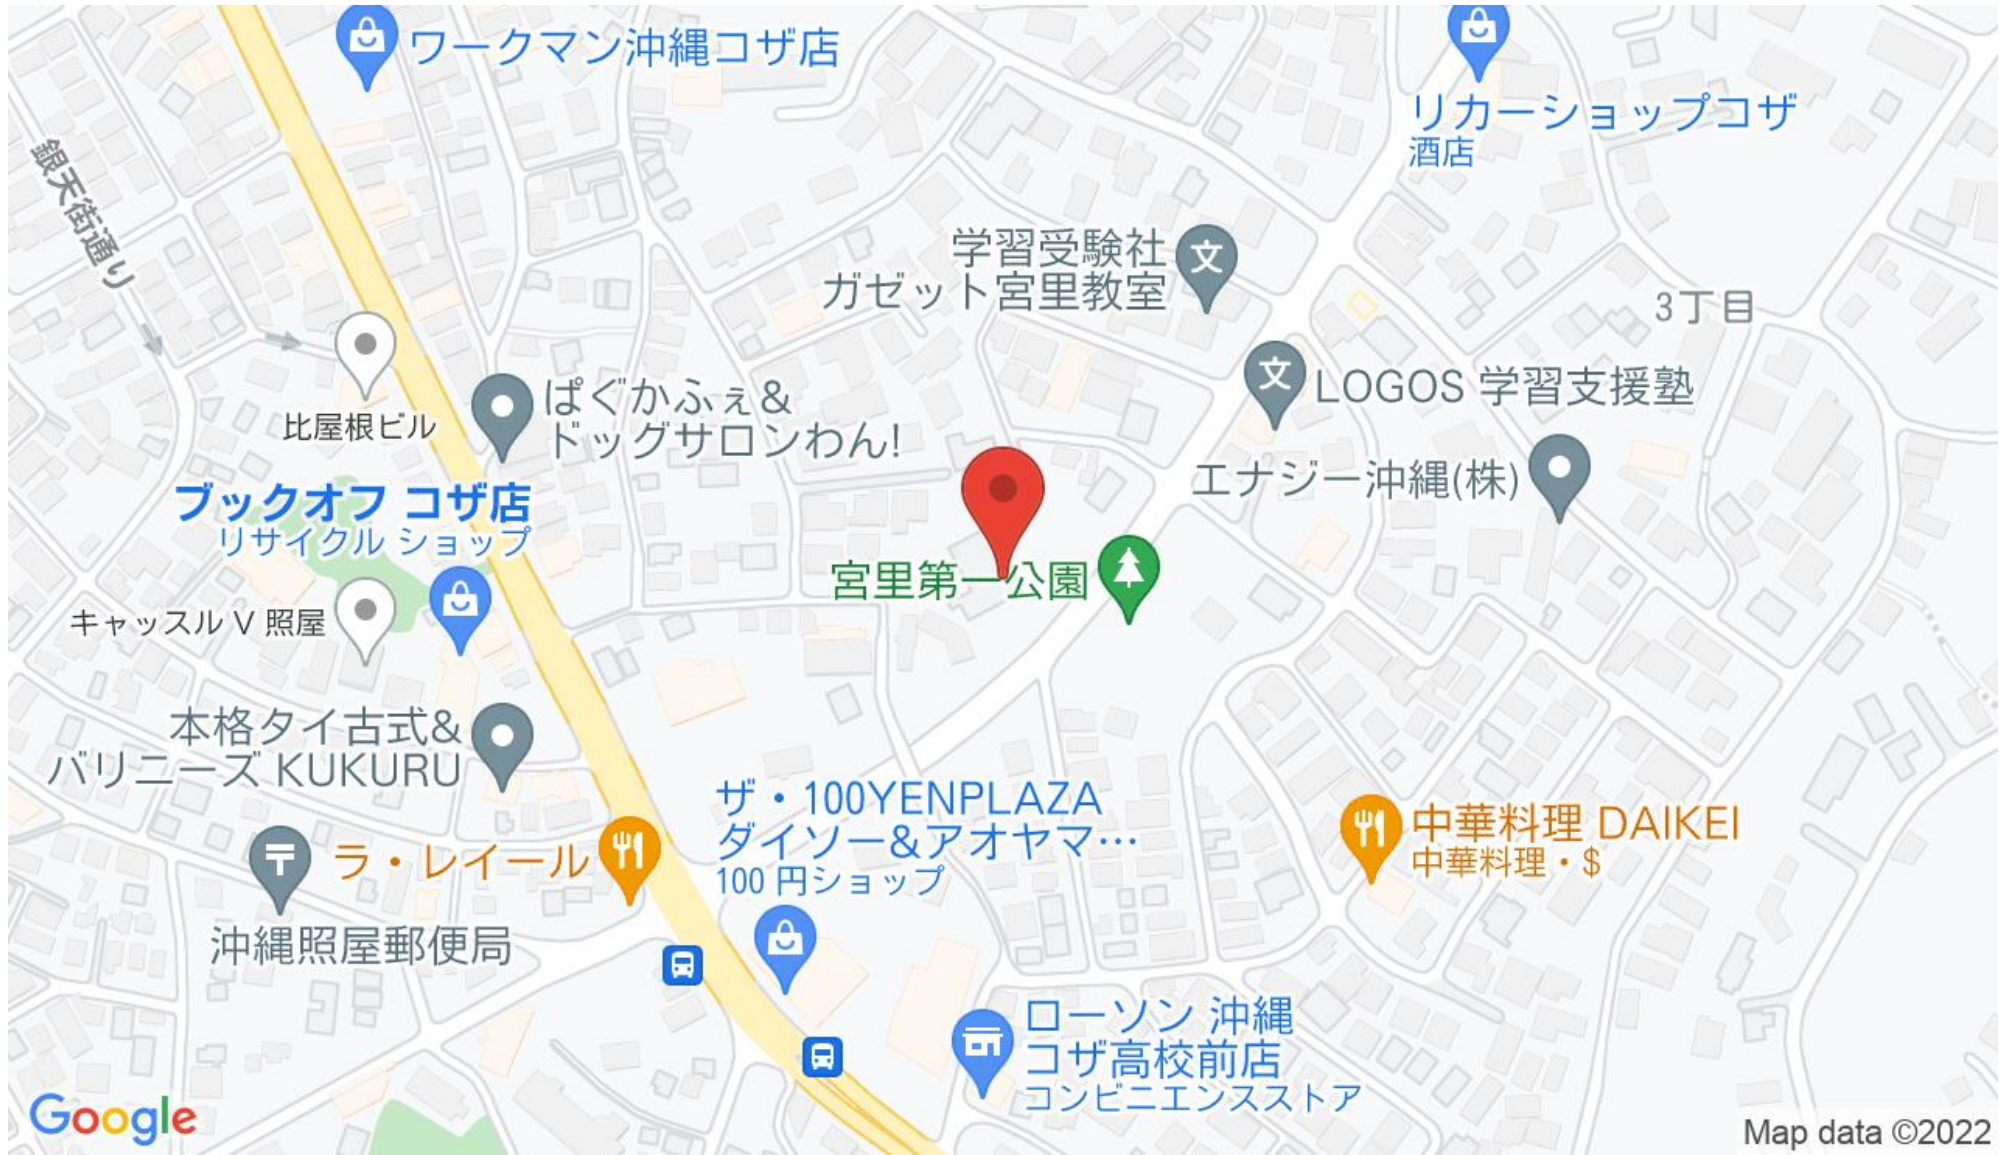 ワークマン沖縄コザ店
リカーショップコザ
酒店
銀天街通り
学習受験社
ガゼット宮里教室
3丁目
LOGOS 学習支援塾
ぱぐかふぇ&
ドッグサロンわん!
比屋根ビル
エナジー沖縄(株)
ブックオフ コザ店
リサイクル ショップ
宮里第一公園
キャッスル V 照屋
本格タイ古式&
バリニーズ KUKURU
ザ・100YENPLAZA
ダイソー&アオヤマ…
100 円ショップ
中華料理 DAIKEI
中華料理・$
ラ・レイール
沖縄照屋郵便局
ローソン 沖縄
コザ高校前店
コンビニエンスストア
Google
Map data ©2022